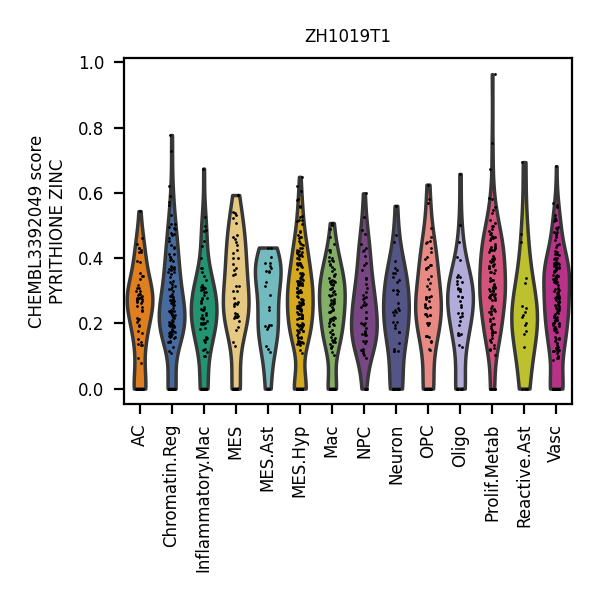 ZH1019T1
CHEMBL3392049 score
PYRITHIONE ZINC
1.0
0.8
0.6
0.4
0.2
0.0
AC
Chromatin.Reg
Inflammatory.Mac
MES
MES.Ast
MES.Hyp
Mac
NPC
Neuron
OPC
Oligo
Prolif.Metab
Reactive.Ast
Vasc